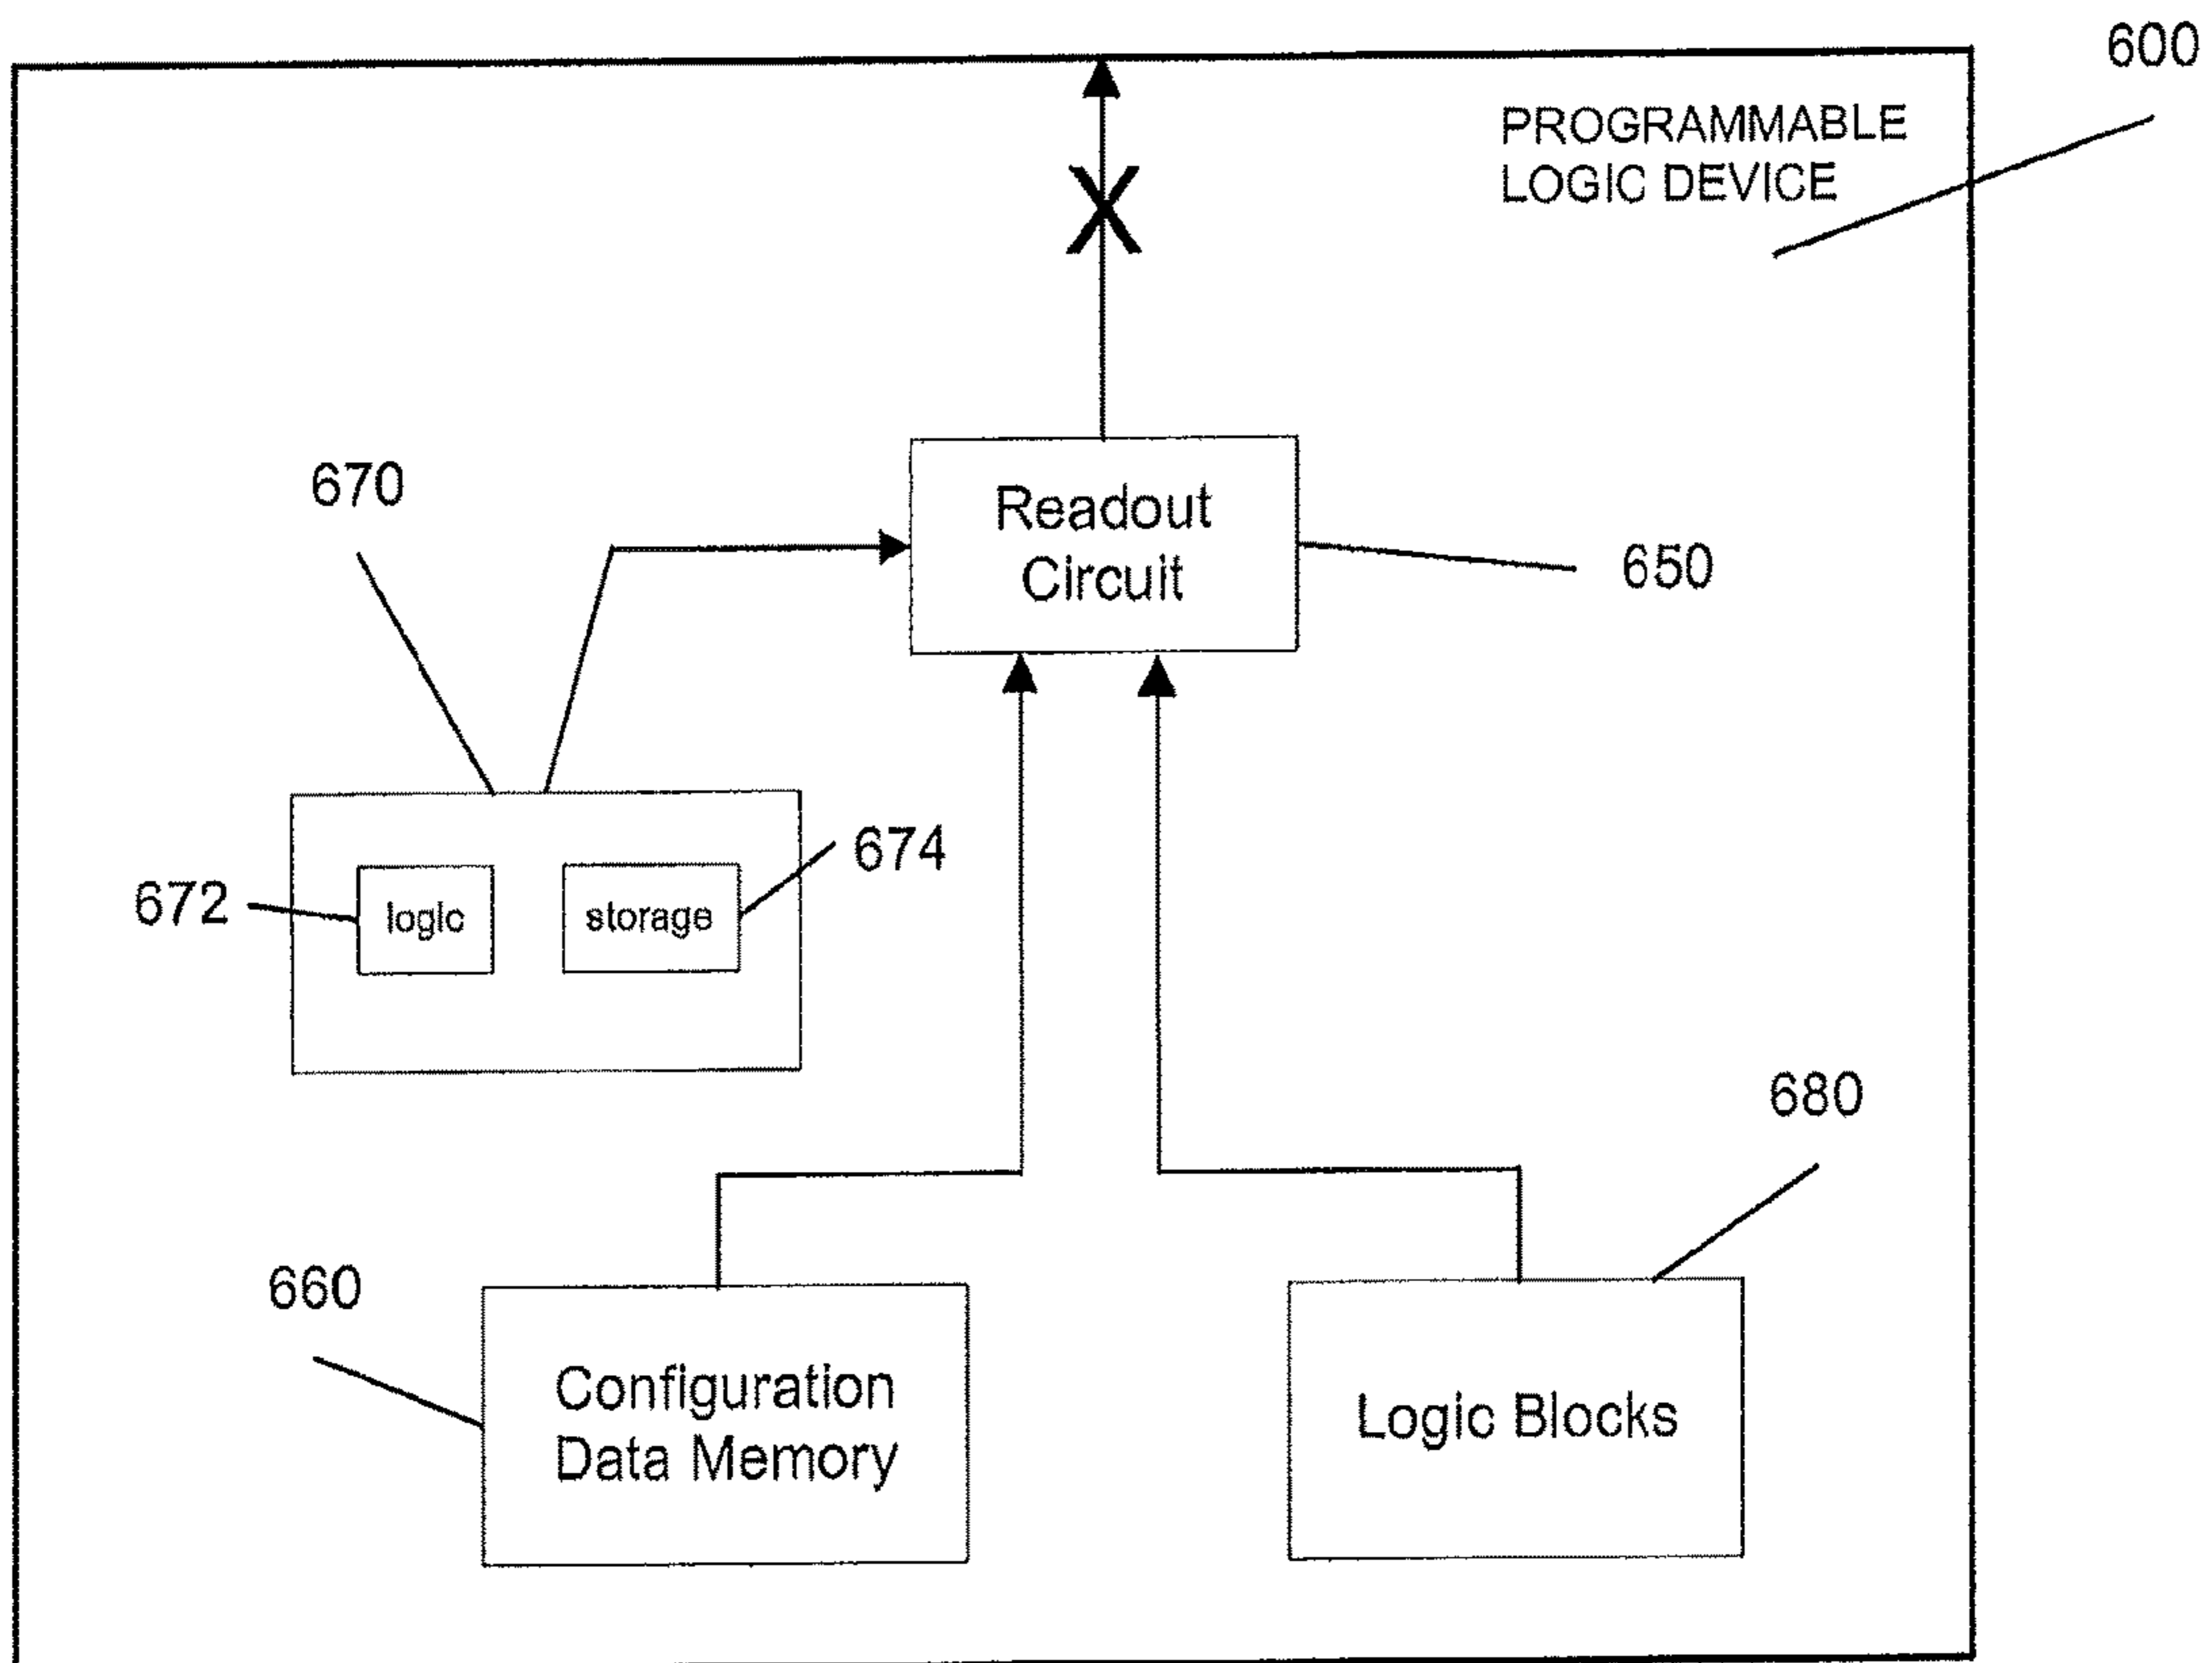 600
PROGRAMMABLE
LOGIC DEVICE
X
670
Readout
Circuit
650
674
672
logic
storage
680
660
Configuration
Data Memory
Logic Blocks